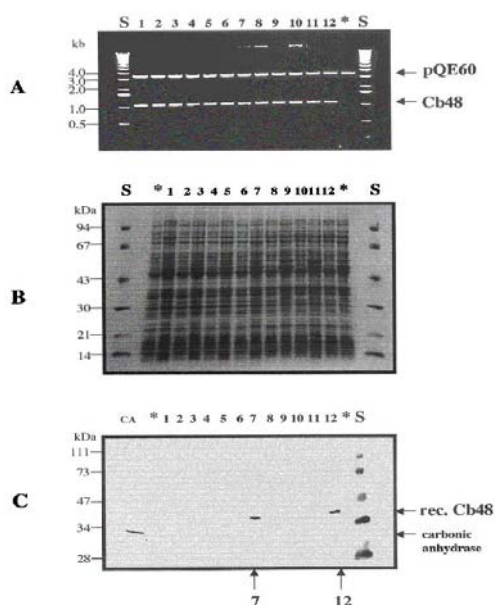 S 1 2 3 4 5 6 7 8 9 10 11 12 * S
kb
4.0
3.0
2.0
1.0
0.5
A
pQE60
Cb48
S * 1 2 3 4 5 6 7 8 9 10 11 12 * S
kDa
94
67
43
30
21
14
B
CA * 1 2 3 4 5 6 7 8 9 10 11 12 * S
kDa
111
73
47
34
28
C
rec. Cb48
carbonic
anhydrase
7 12